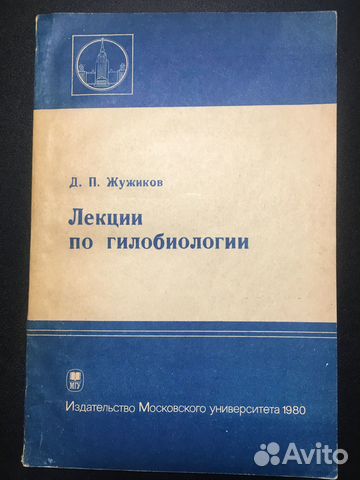 Д. П. Жужиков
Лекции
по гилобиологии
МГУ
Издательство Московского университета 1980
Avito